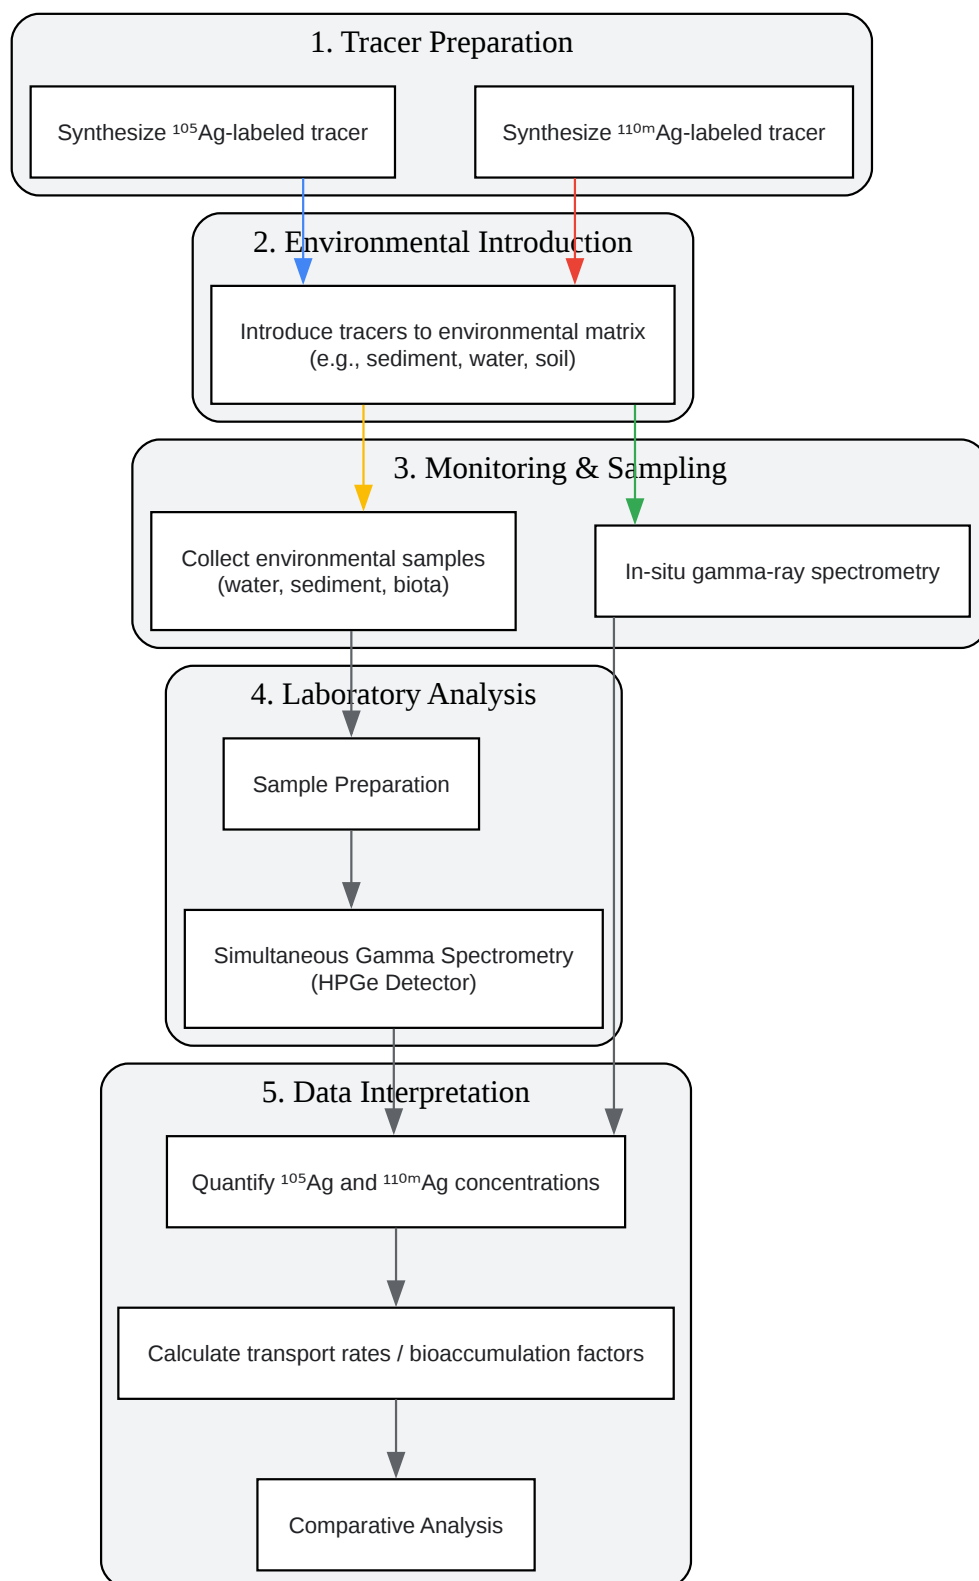 1. Tracer Preparation
Synthesize ¹⁰⁵Ag-labeled tracer
Synthesize ¹¹⁰ᵐAg-labeled tracer
2. Environmental Introduction
Introduce tracers to environmental matrix
(e.g., sediment, water, soil)
3. Monitoring & Sampling
Collect environmental samples
(water, sediment, biota)
In-situ gamma-ray spectrometry
4. Laboratory Analysis
Sample Preparation
Simultaneous Gamma Spectrometry
(HPGe Detector)
5. Data Interpretation
Quantify ¹⁰⁵Ag and ¹¹⁰ᵐAg concentrations
Calculate transport rates / bioaccumulation factors
Comparative Analysis